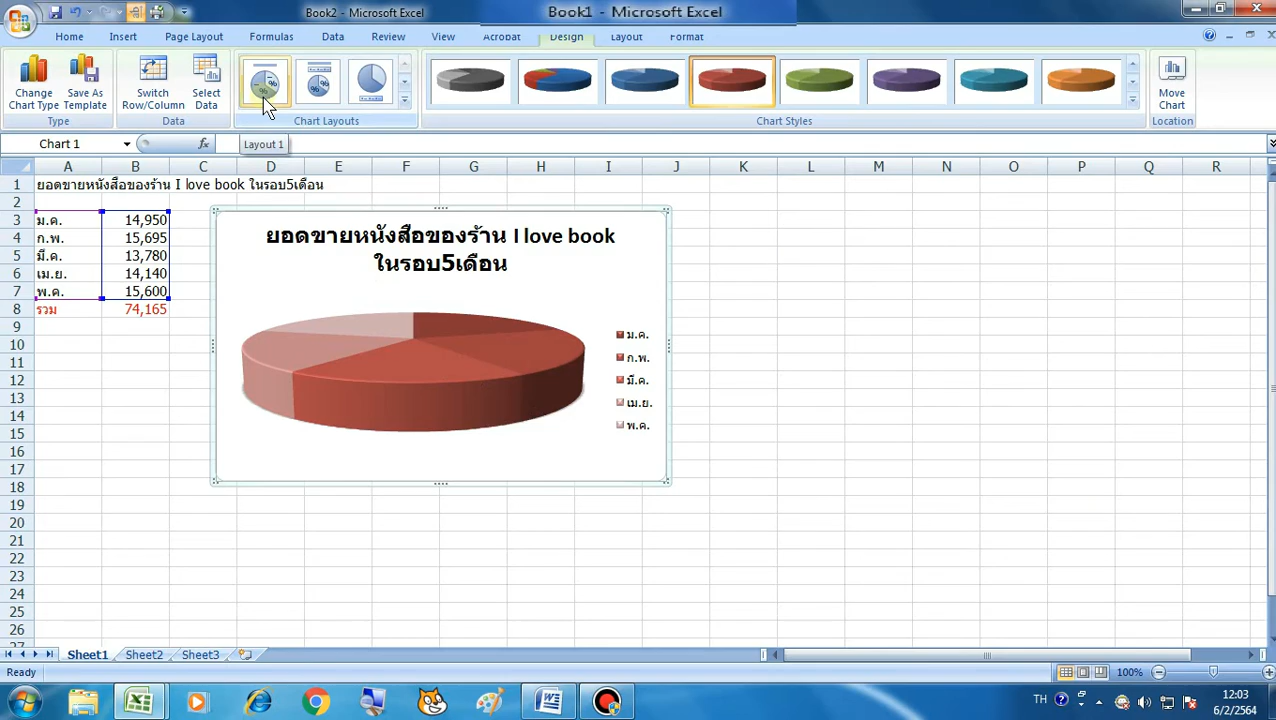 Book2 - Microsoft Excel
Book1 - Microsoft Excel
Home Insert Page Layout Formulas Data Review View Acrobat Design Layout Format
Change Chart Type
Save As Template
Switch Row/Column
Select Data
Move Chart
Type Data Chart Layouts Chart Styles Location
Chart 1
fx
Layout 1
A B C D E F G H I J K L M N O P Q R
1 ยอดขายหนังสือของร้าน I love book ในรอบ5เดือน
2
3 ม.ค. 14,950
4 ก.พ. 15,695
5 มี.ค. 13,780
6 เม.ย. 14,140
7 พ.ค. 15,600
8 รวม 74,165
9
10
11
12
13
14
15
16
17
18
19
20
21
22
23
24
25
26
27
ยอดขายหนังสือของร้าน I love book
ในรอบ5เดือน
ม.ค.
ก.พ.
มี.ค.
เม.ย.
พ.ค.
Sheet1 Sheet2 Sheet3
Ready
100%
TH
12:03
6/2/2564